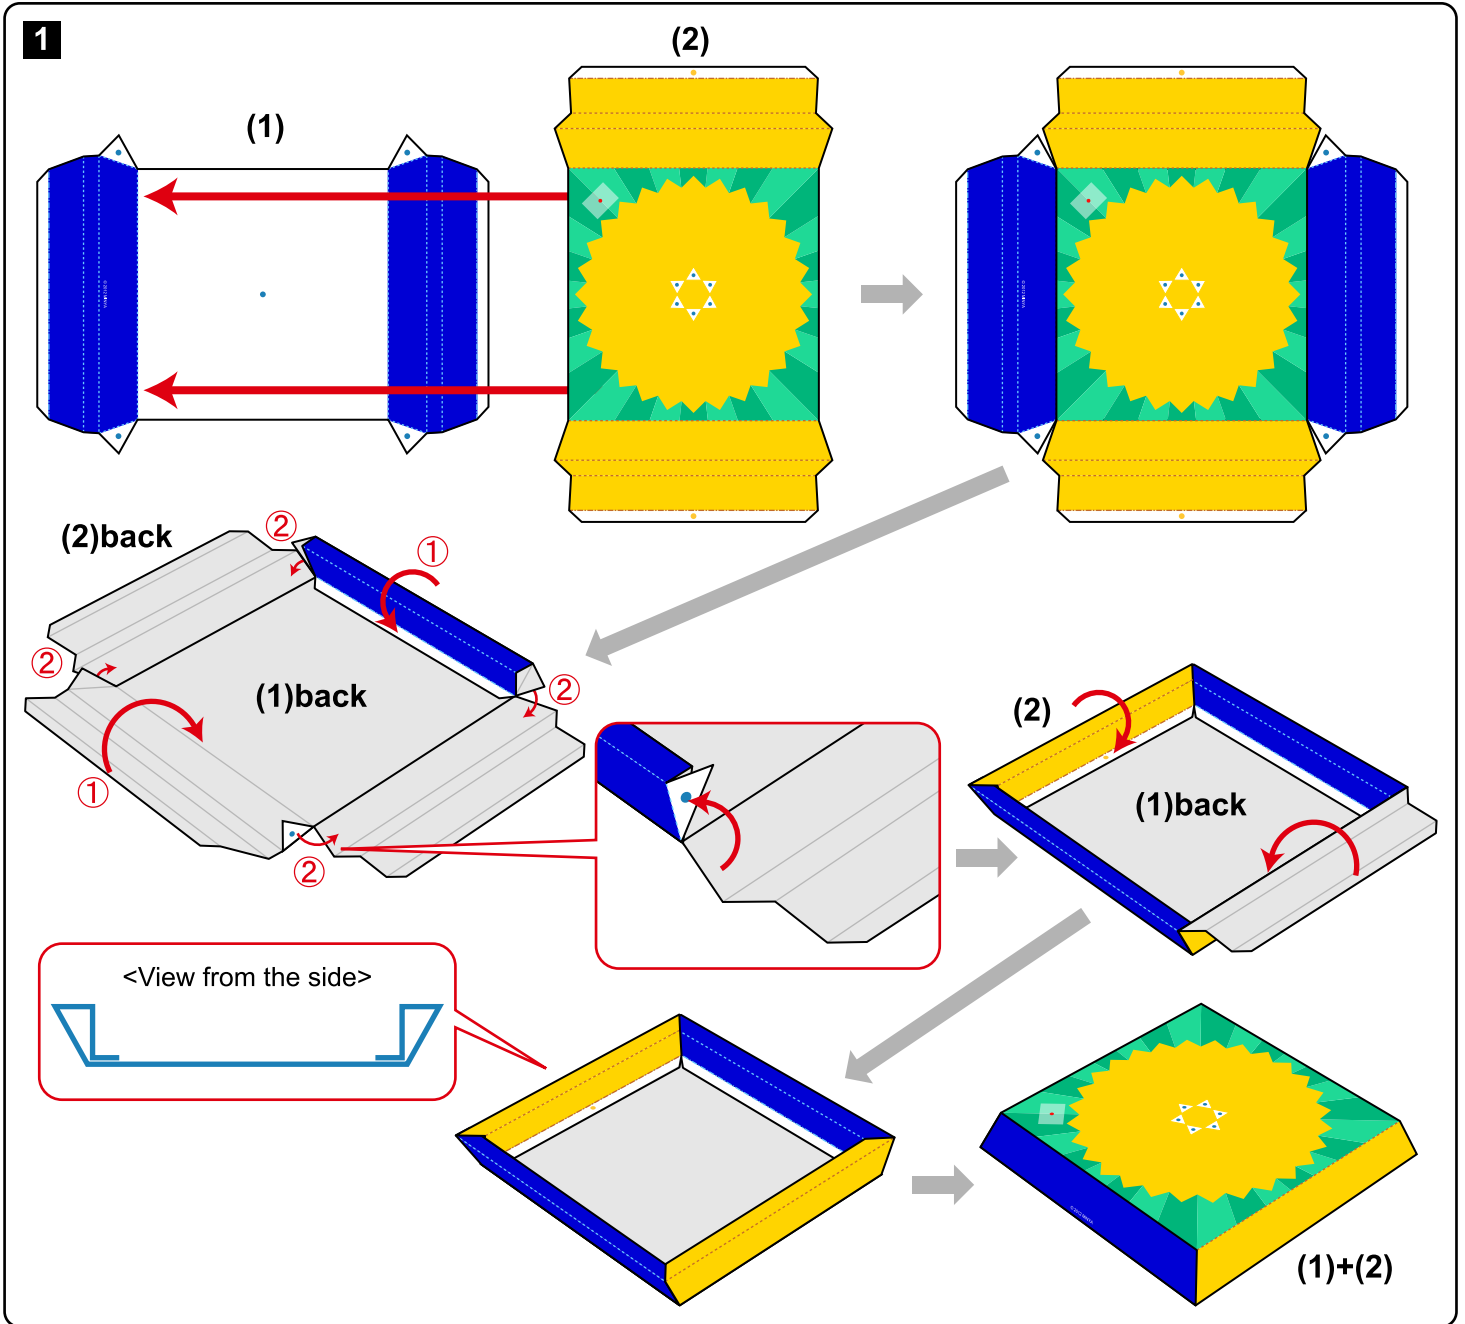 1
(2)
(1)
(2)back
②
①
②
(1)back
②
①
②
(2)
(1)back
<View from the side>
(1)+(2)